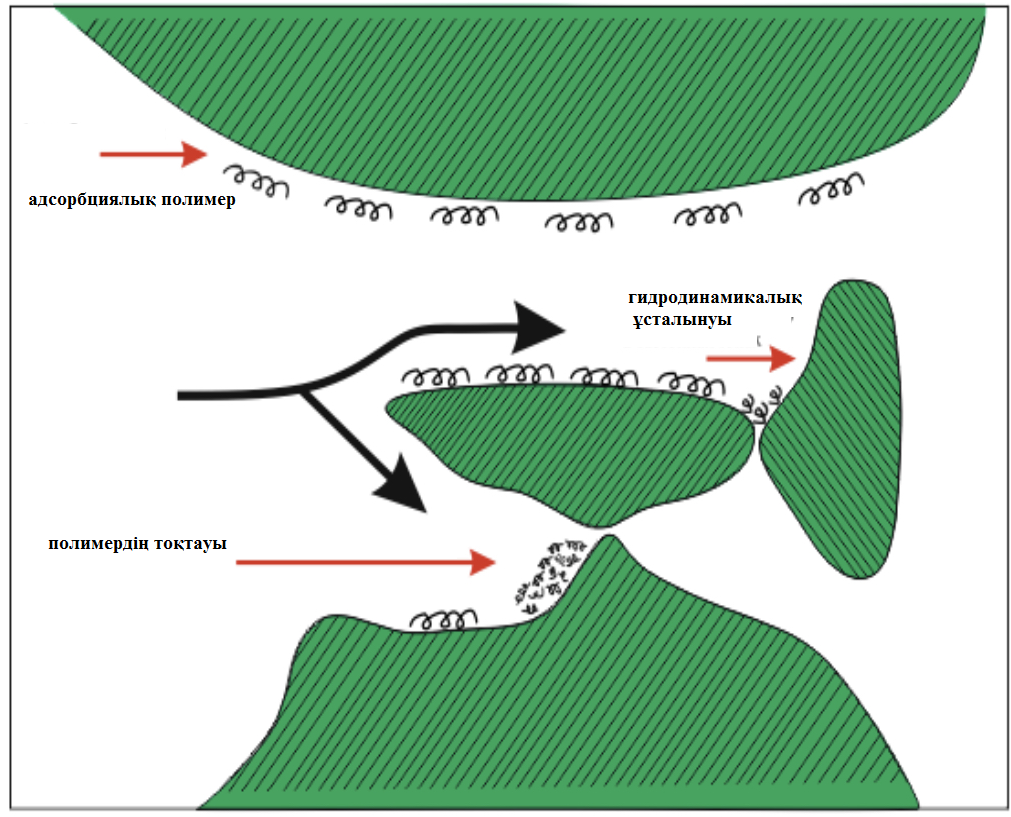 адсорбциялық полимер
гидродинамикалық
ұсталынуы
полимердің тоқтауы